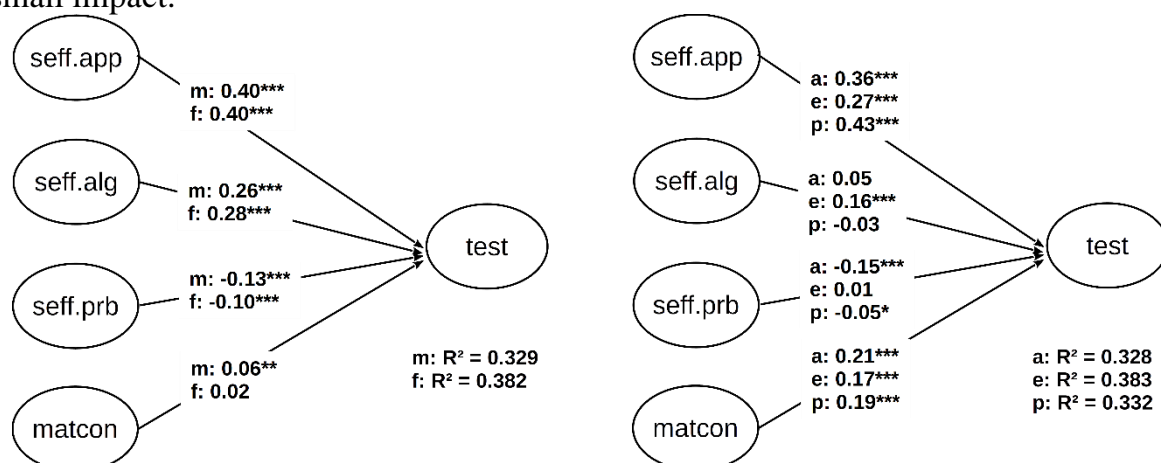 small impact.
seff.app
m: 0.40***
f: 0.40***
seff.alg
m: 0.26***
f: 0.28***
test
seff.prb
m: -0.13***
f: -0.10***
m: 0.06**
f: 0.02
m: R² = 0.329
f: R² = 0.382
matcon
seff.app
a: 0.36***
e: 0.27***
p: 0.43***
seff.alg
a: 0.05
e: 0.16***
p: -0.03
test
seff.prb
a: -0.15***
e: 0.01
p: -0.05*
a: 0.21***
e: 0.17***
p: 0.19***
a: R² = 0.328
e: R² = 0.383
p: R² = 0.332
matcon